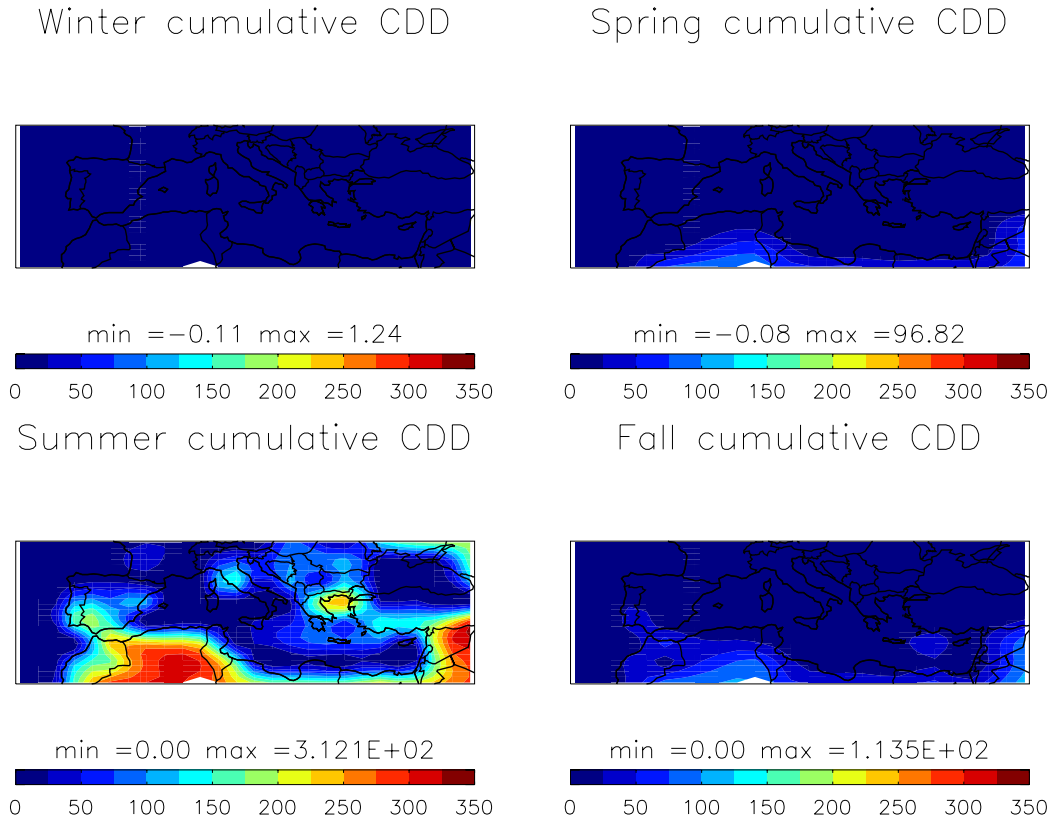 Winter cumulative CDD
Spring cumulative CDD
min =−0.11 max =1.24
min =−0.08 max =96.82
0 50 100 150 200 250 300 350
0 50 100 150 200 250 300 350
Summer cumulative CDD
Fall cumulative CDD
min =0.00 max =3.121E+02
min =0.00 max =1.135E+02
0 50 100 150 200 250 300 350
0 50 100 150 200 250 300 350